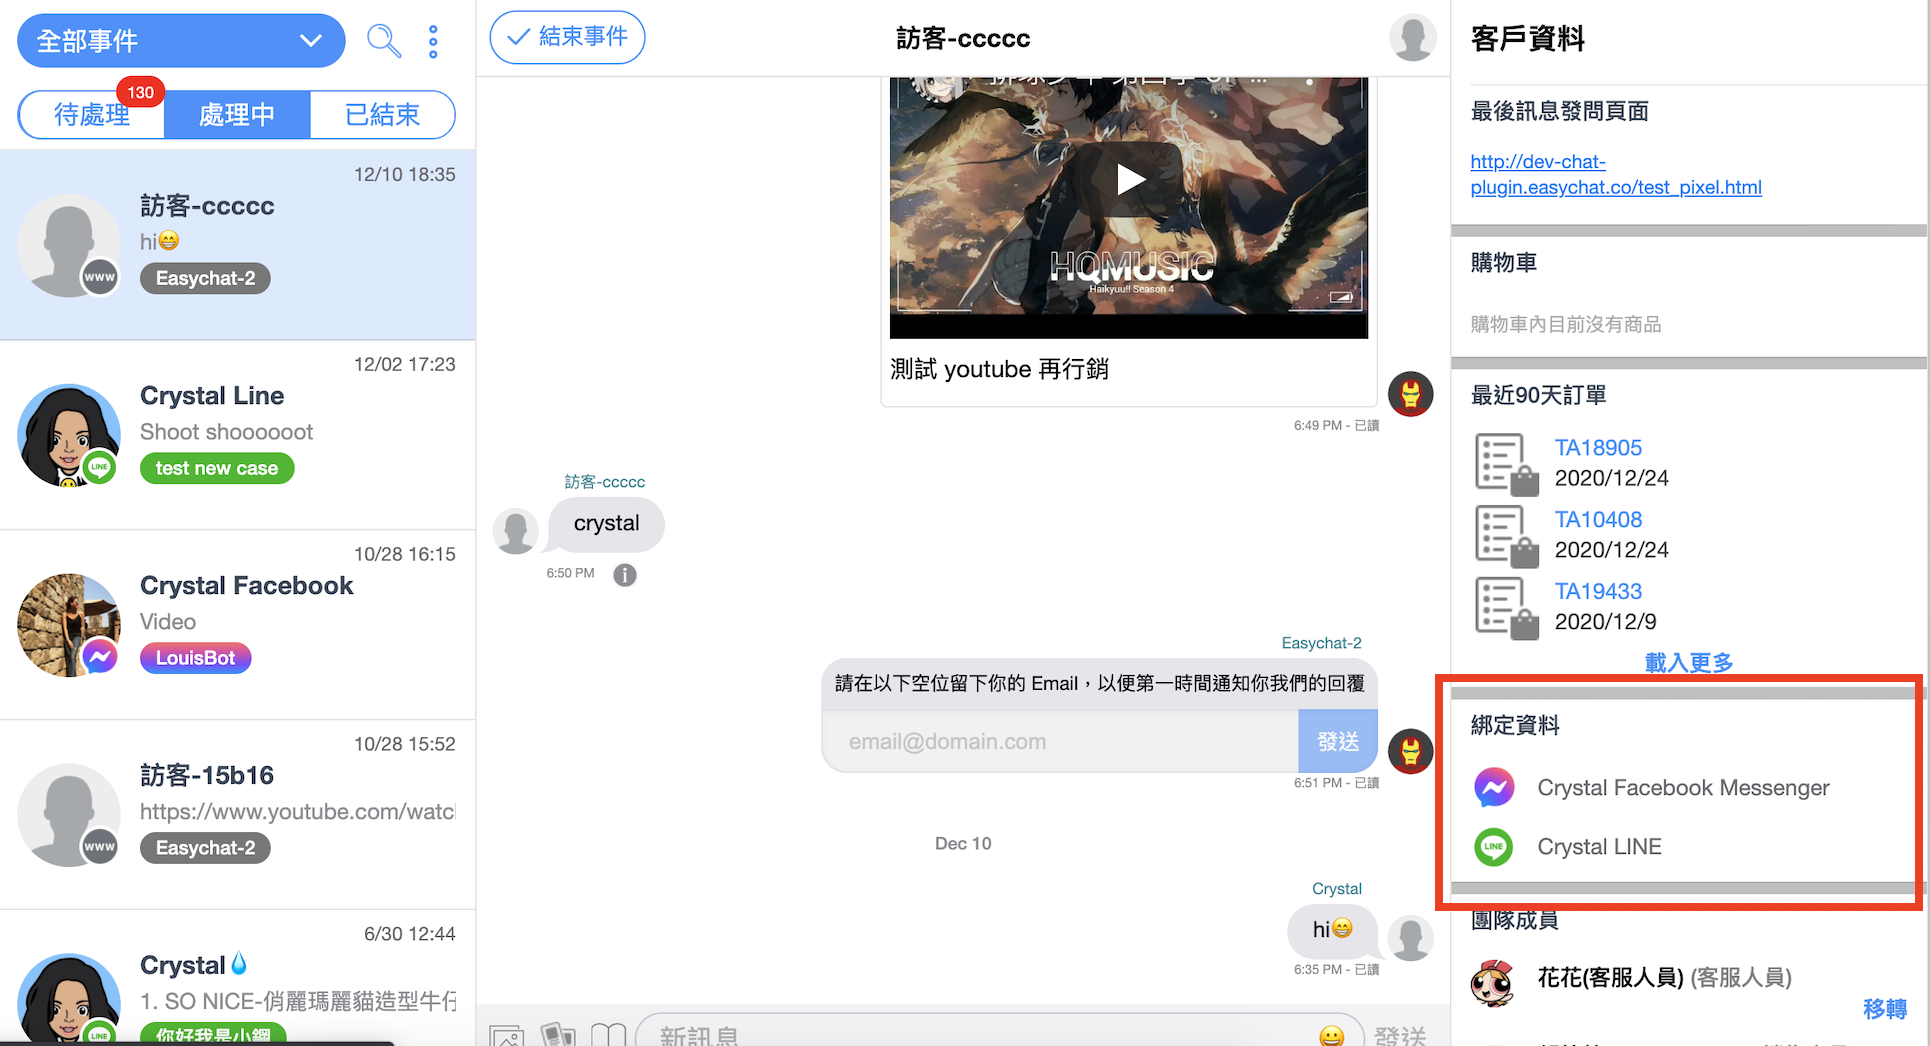 全部事件
待處理
130
處理中
已結束
12/10 18:35
訪客-ccccc
hi😁
www
Easychat-2
12/02 17:23
Crystal Line
Shoot shoooooot
LINE
test new case
10/28 16:15
Crystal Facebook
Video
LouisBot
10/28 15:52
訪客-15b16
https://www.youtube.com/watc
www
Easychat-2
6/30 12:44
Crystal💧
1. SO NICE-俏麗瑪麗貓造型牛仔
LINE
你好我是小鋼
結束事件
訪客-ccccc
HQMUSIC
Haikyuu!! Season 4
測試 youtube 再行銷
6:49 PM - 已讀
訪客-ccccc
crystal
6:50 PM
Easychat-2
請在以下空位留下你的 Email，以便第一時間通知你我們的回覆
email@domain.com
發送
6:51 PM - 已讀
Dec 10
Crystal
hi😁
6:35 PM - 已讀
新訊息
發送
客戶資料
最後訊息發問頁面
http://dev-chat-
plugin.easychat.co/test_pixel.html
購物車
購物車內目前沒有商品
最近90天訂單
TA18905
2020/12/24
TA10408
2020/12/24
TA19433
2020/12/9
載入更多
綁定資料
Crystal Facebook Messenger
LINE
Crystal LINE
團隊成員
花花(客服人員) (客服人員)
移轉